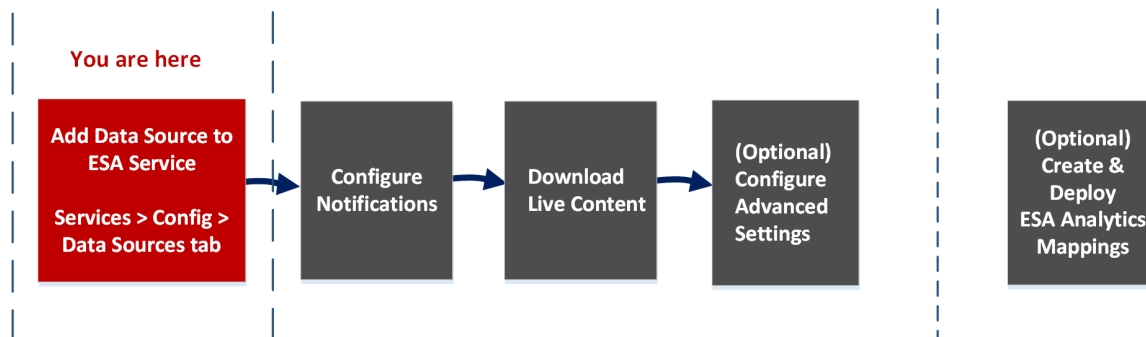 You are here
Add Data Source to
ESA Service
Services > Config >
Data Sources tab
Configure
Notifications
Download
Live Content
(Optional)
Configure
Advanced
Settings
(Optional)
Create &
Deploy
ESA Analytics
Mappings